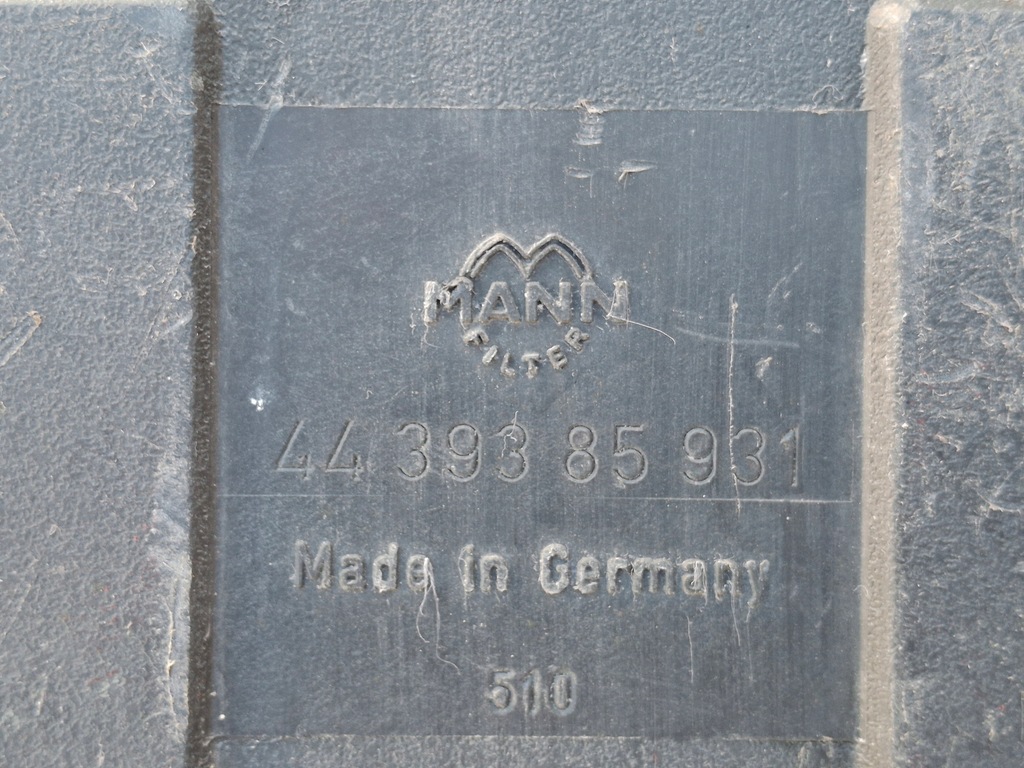 MANN
FILTER
44 393 85 931
Made in Germany
510